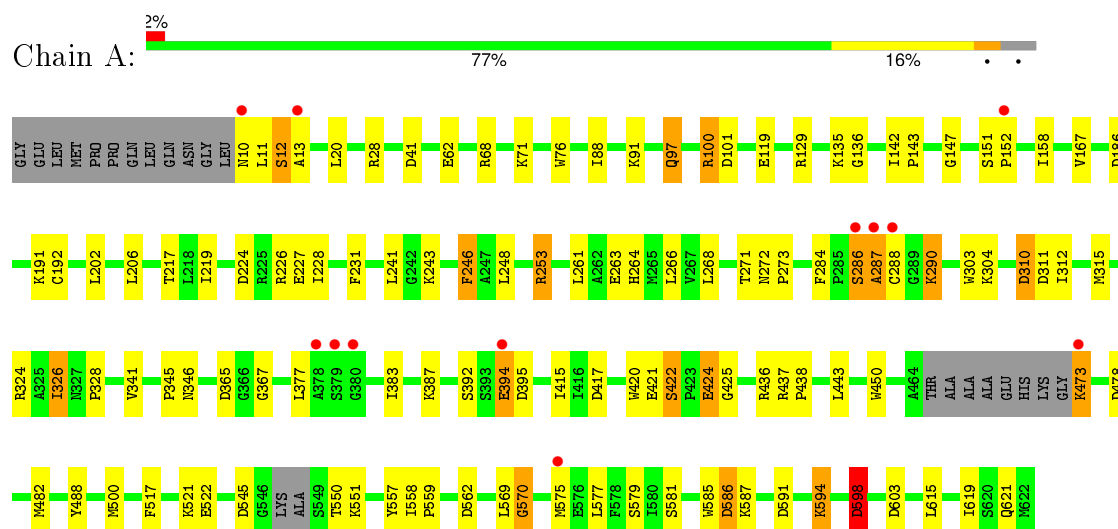 2%
Chain A:
77% 16% • •
GLY GLU LEU MET PRO PRO GLN LEU GLN ASN GLY LEU N10 L11 S12 A13 L20 R28 D41 E62 R68 K71 W76 I88 K91 Q97 R100 D101 E119 R129 K135 G136 I142 P143 G147 S151 P152 I158 V167 D186
K191 C192 L202 L206 T217 L218 I219 D224 R225 R226 E227 I228 F231 L241 G242 K243 F246 A247 L248 R253 L261 A262 E263 H264 M265 L266 V267 L268 T271 N272 P273 F284 P285 S286 A287 C288 G289 K290 W303 K304 D310 D311 I312 M315
R324 A325 I326 N327 P328 V341 P345 N346 D365 G366 G367 L377 A378 S379 G380 I383 K387 S392 S393 E394 D395 I415 I416 D417 W420 E421 S422 P423 E424 G425 R436 R437 P438 L443 W450 A464 THR ALA ALA ALA GLU HIS LYS GLY K473 D478
M482 Y488 M500 F517 K521 E522 D545 G546 LYS ALA S549 T550 K551 Y557 I558 P559 D562 L569 G570 M575 E576 L577 F578 S579 I580 S581 W585 D586 K587 D591 K594 D598 D603 L615 I619 S620 Q621 M622